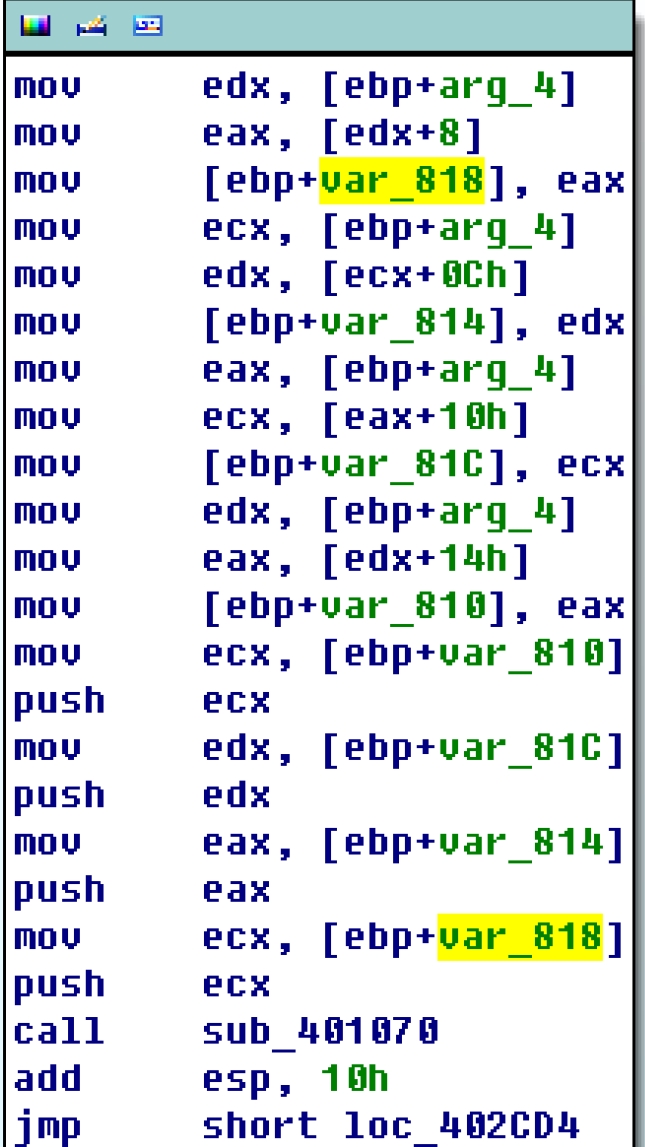 mov edx, [ebp+arg_4]
mov eax, [edx+8]
mov [ebp+var_818], eax
mov ecx, [ebp+arg_4]
mov edx, [ecx+0Ch]
mov [ebp+var_814], edx
mov eax, [ebp+arg_4]
mov ecx, [eax+10h]
mov [ebp+var_81C], ecx
mov edx, [ebp+arg_4]
mov eax, [edx+14h]
mov [ebp+var_810], eax
mov ecx, [ebp+var_810]
push ecx
mov edx, [ebp+var_81C]
push edx
mov eax, [ebp+var_814]
push eax
mov ecx, [ebp+var_818]
push ecx
call sub_401070
add esp, 10h
jmp short loc_402CD4